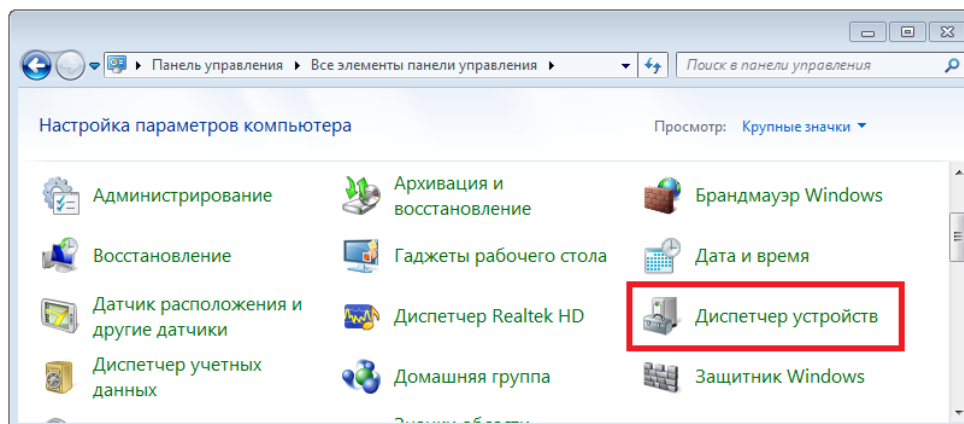 Панель управления Все элементы панели управления Поиск в панели управления
Настройка параметров компьютера Просмотр: Крупные значки
Администрирование
Архивация и
восстановление
Брандмауэр Windows
Восстановление
Гаджеты рабочего стола
Дата и время
Датчик расположения и
другие датчики
Диспетчер Realtek HD
Диспетчер устройств
Диспетчер учетных
данных
Домашняя группа
Защитник Windows